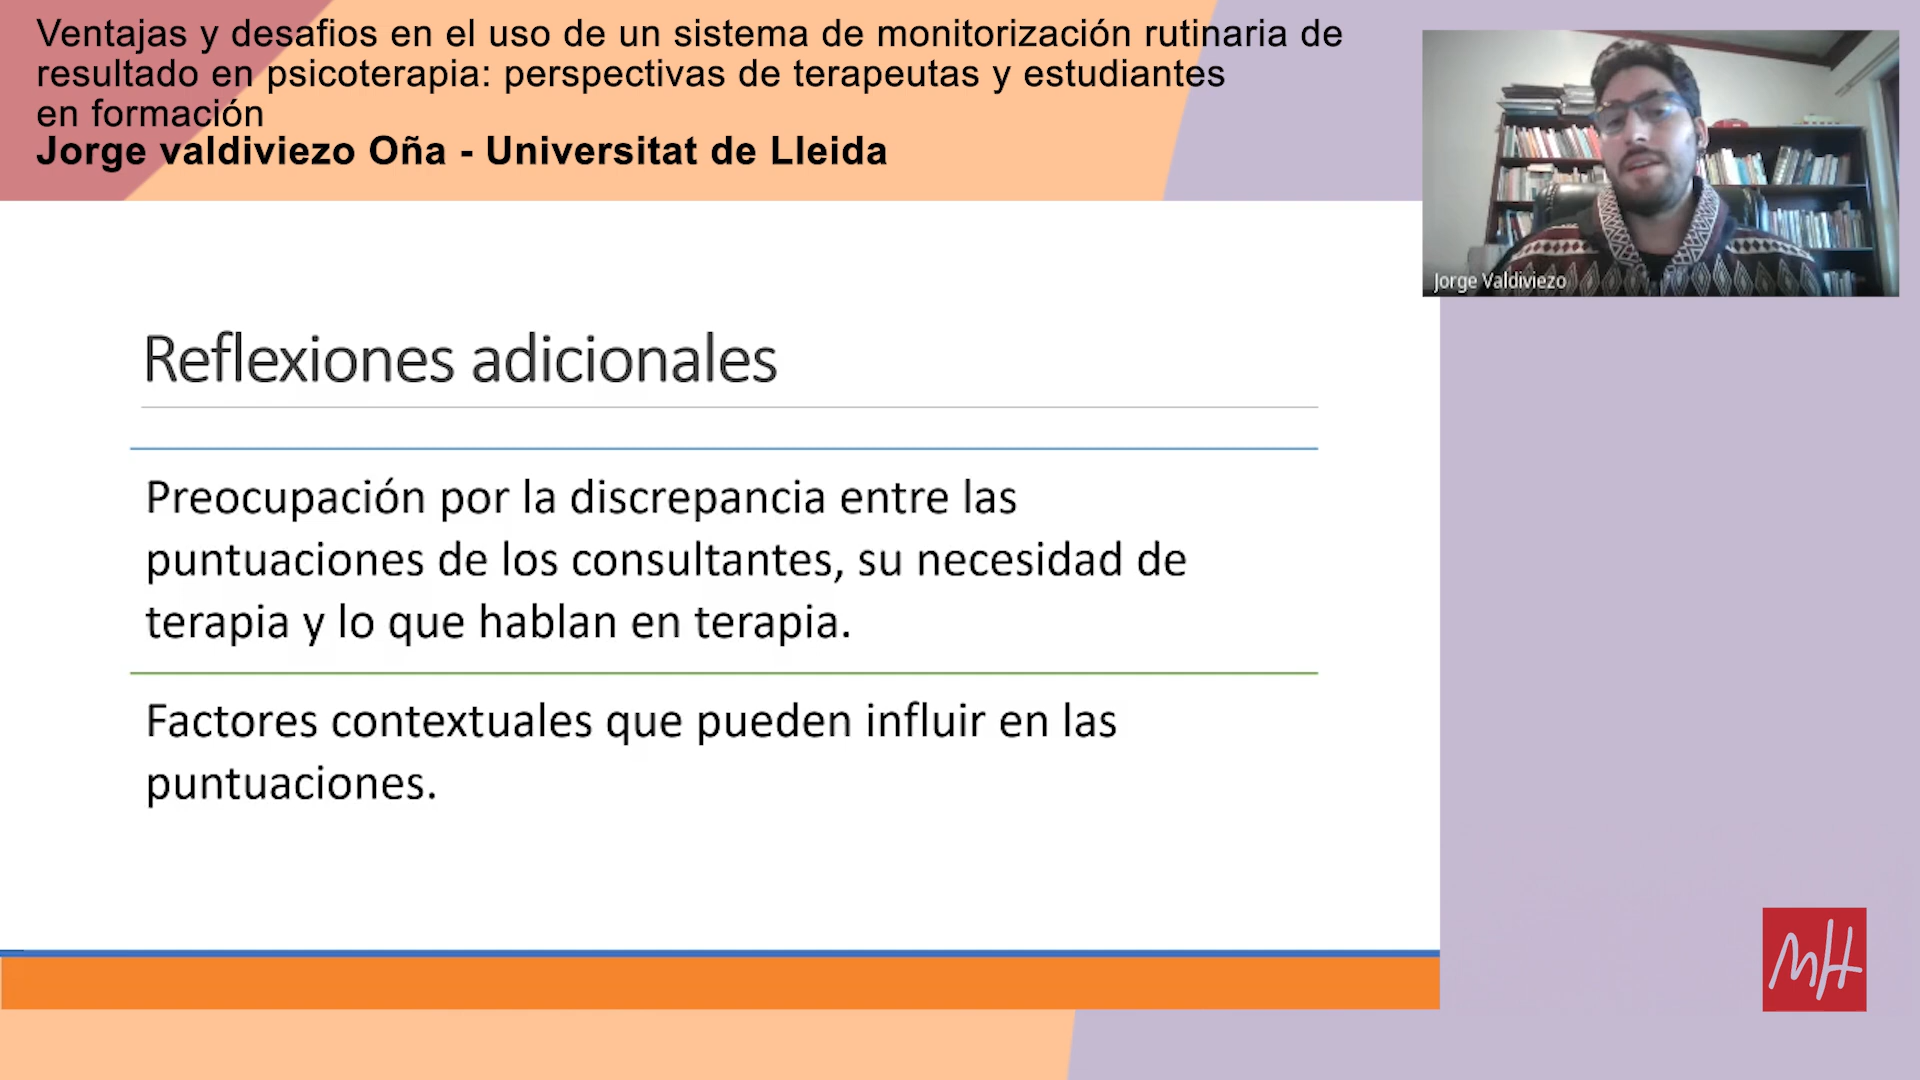 Ventajas y desafios en el uso de un sistema de monitorización rutinaria de
resultado en psicoterapia: perspectivas de terapeutas y estudiantes
en formación
Jorge valdiviezo Oña - Universitat de Lleida
Jorge Valdiviezo
Reflexiones adicionales
Preocupación por la discrepancia entre las
puntuaciones de los consultantes, su necesidad de
terapia y lo que hablan en terapia.
Factores contextuales que pueden influir en las
puntuaciones.
MH